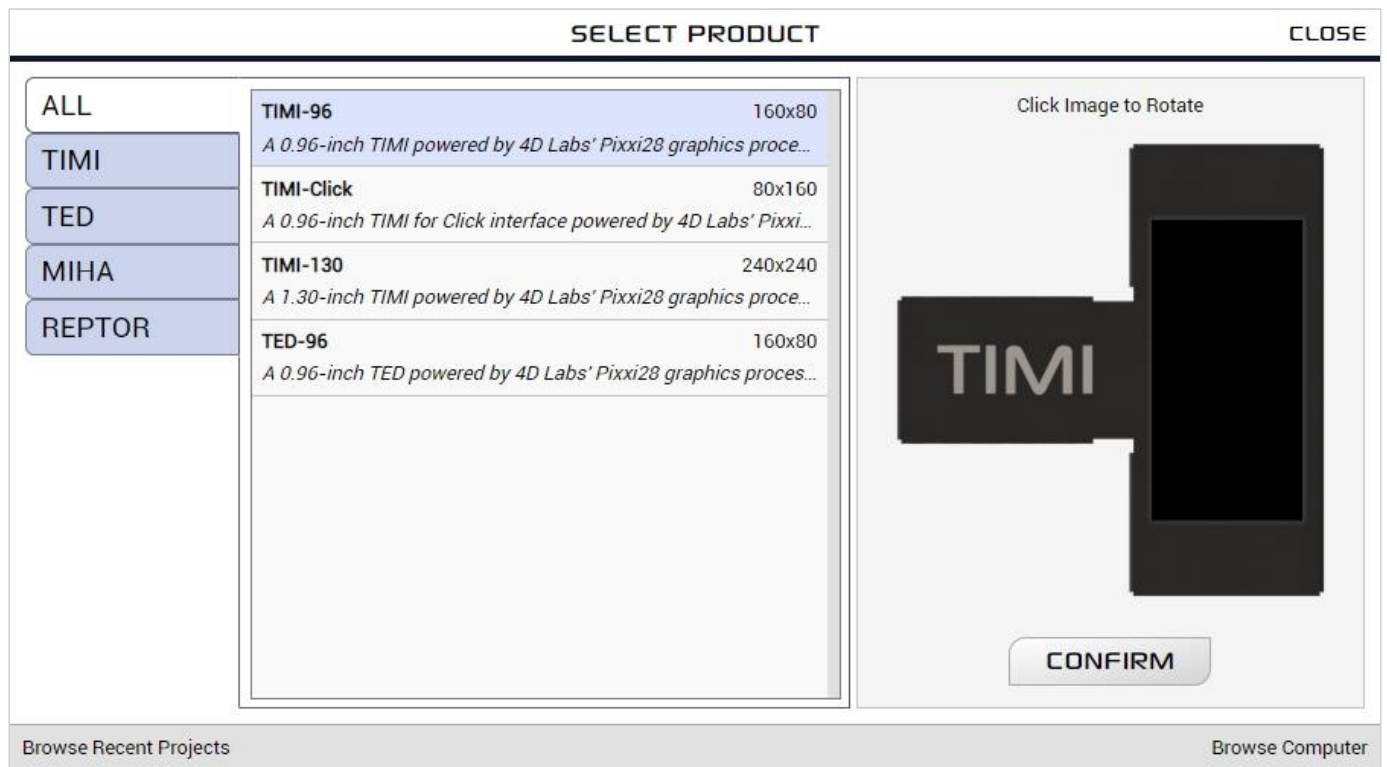 SELECT PRODUCT
CLOSE
ALL
TIMI
TED
MIHA
REPTOR
TIMI-96 160x80
A 0.96-inch TIMI powered by 4D Labs' Pixxi28 graphics proce...
TIMI-Click 80x160
A 0.96-inch TIMI for Click interface powered by 4D Labs' Pixxi...
TIMI-130 240x240
A 1.30-inch TIMI powered by 4D Labs' Pixxi28 graphics proce...
TED-96 160x80
A 0.96-inch TED powered by 4D Labs' Pixxi28 graphics proces...
Click Image to Rotate
TIMI
CONFIRM
Browse Recent Projects
Browse Computer